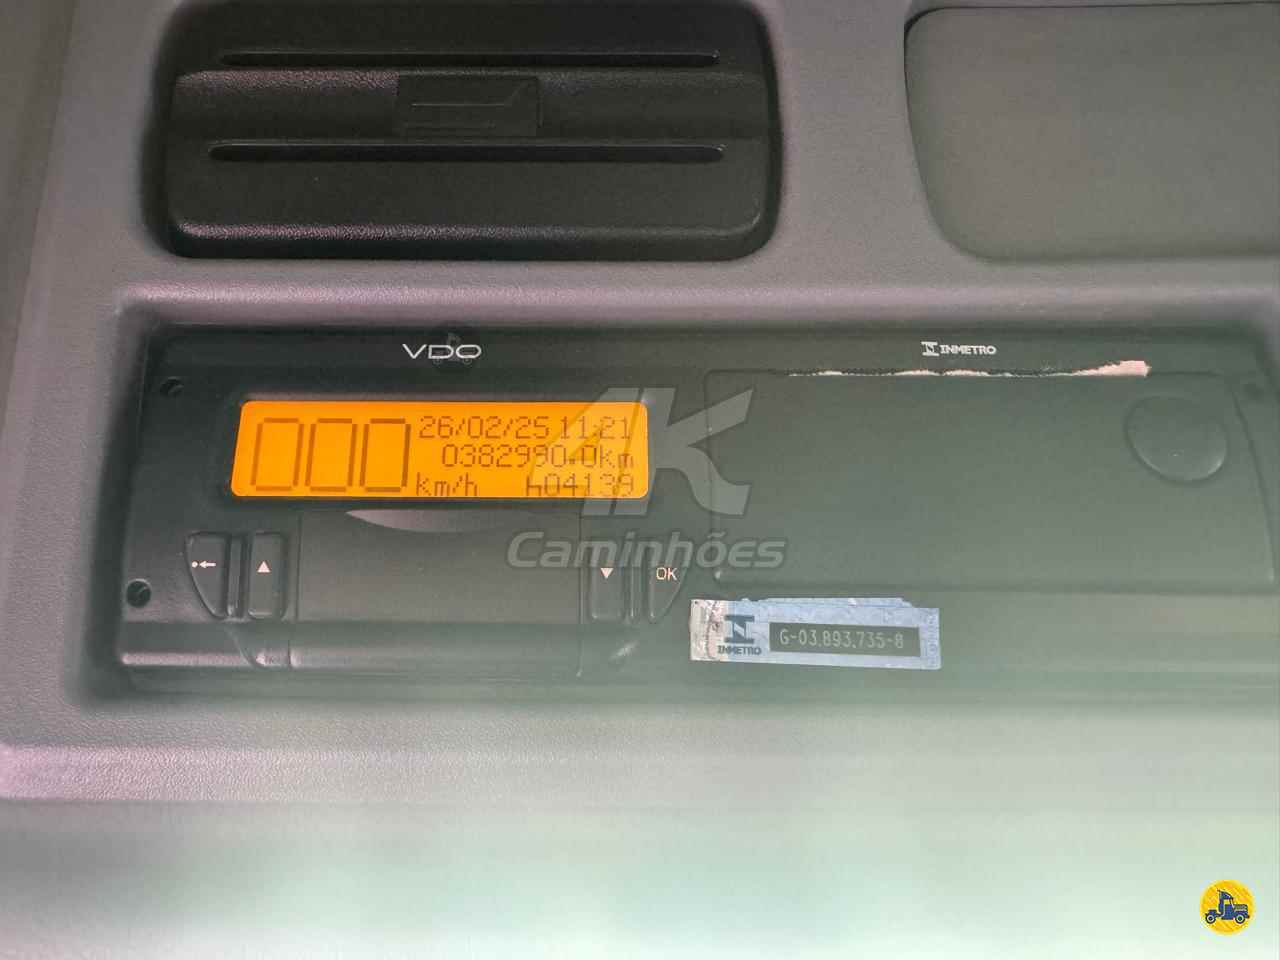 VDO
INMETRO
000 26/02/25 11:21
0382990.0km
km/h h04139
4K
Caminhões
OK
INMETRO G-03.893.735-8